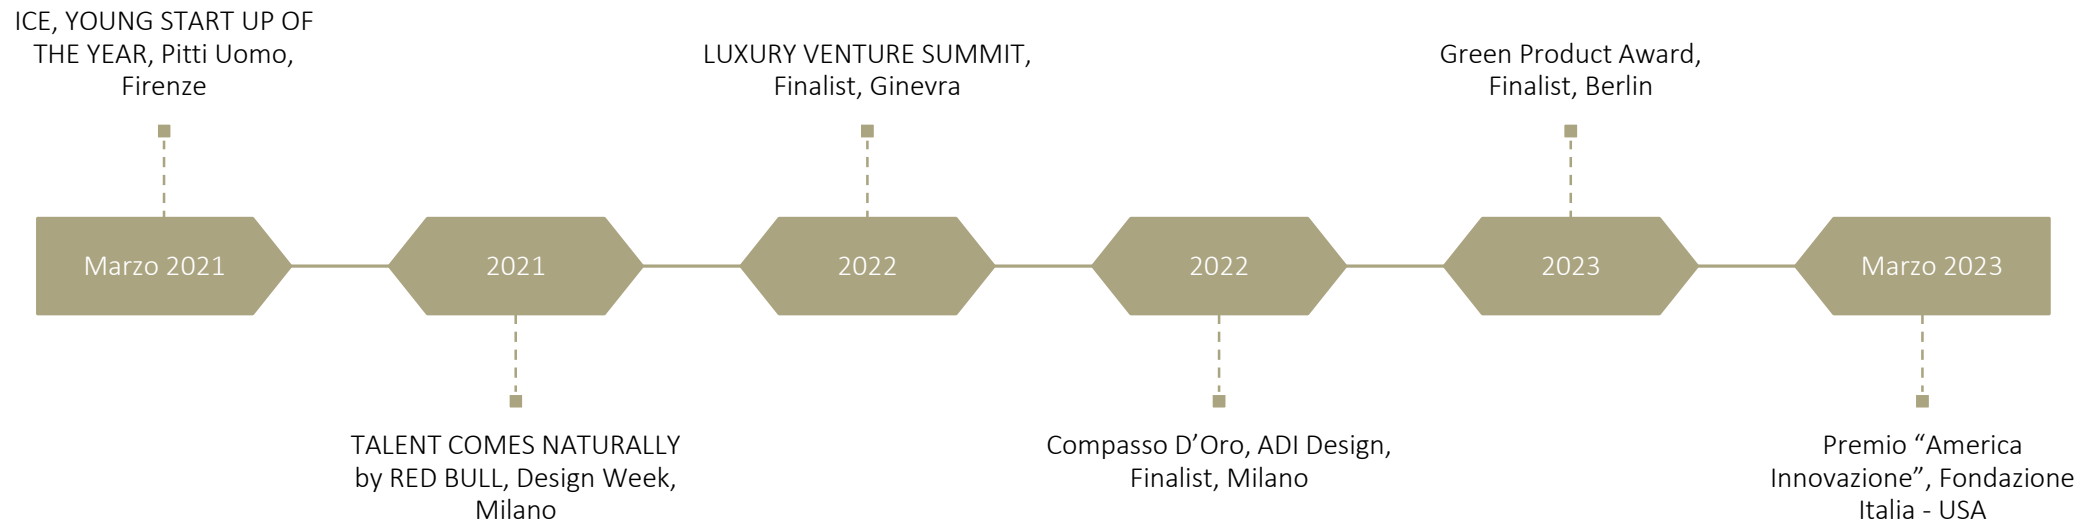 ICE, YOUNG START UP OF
THE YEAR, Pitti Uomo,
Firenze
LUXURY VENTURE SUMMIT,
Finalist, Ginevra
Green Product Award,
Finalist, Berlin
Marzo 2021
2021
2022
2022
2023
Marzo 2023
TALENT COMES NATURALLY
by RED BULL, Design Week,
Milano
Compasso D’Oro, ADI Design,
Finalist, Milano
Premio “America
Innovazione”, Fondazione
Italia - USA